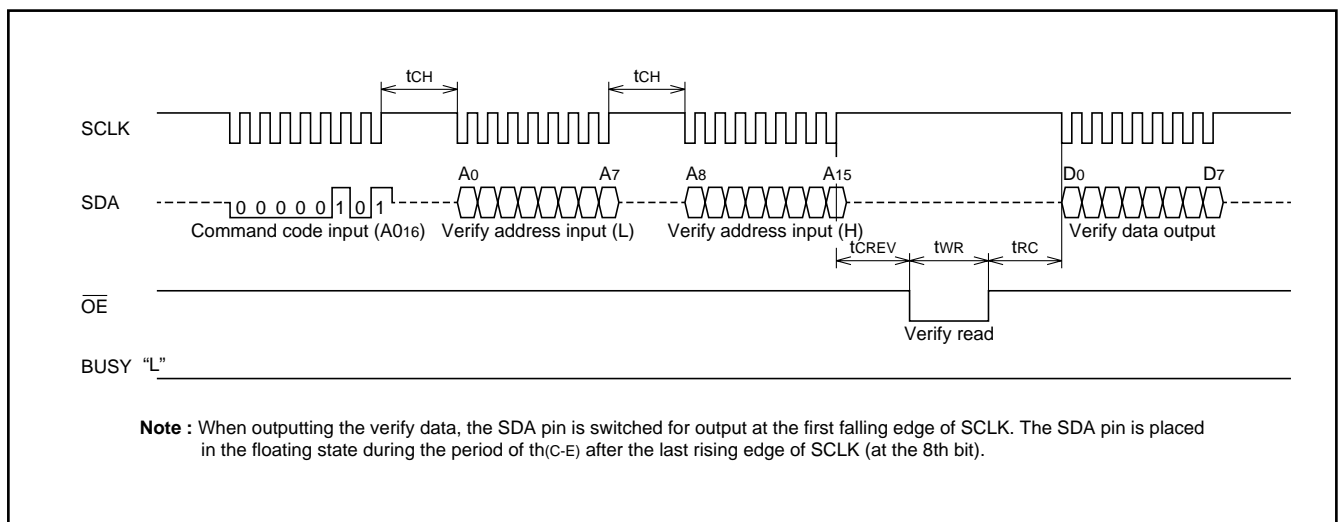 tCH tCH
SCLK
A0 A7 A8 A15 D0 D7
SDA 0 0 0 0 0 1 0 1
Command code input (A016) Verify address input (L) Verify address input (H) Verify data output
tCREV tWR tRC
OE
Verify read
BUSY “L”
Note : When outputting the verify data, the SDA pin is switched for output at the first falling edge of SCLK. The SDA pin is placed
in the floating state during the period of th(C-E) after the last rising edge of SCLK (at the 8th bit).